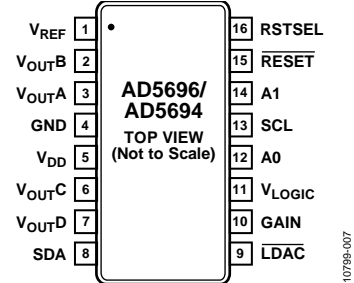 VREF 1
VOUTB 2
VOUTA 3
GND 4
VDD 5
VOUTC 6
VOUTD 7
SDA 8
AD5696/
AD5694
TOP VIEW
(Not to Scale)
16 RSTSEL
15 RESET
14 A1
13 SCL
12 A0
11 VLOGIC
10 GAIN
9 LDAC
10799-007